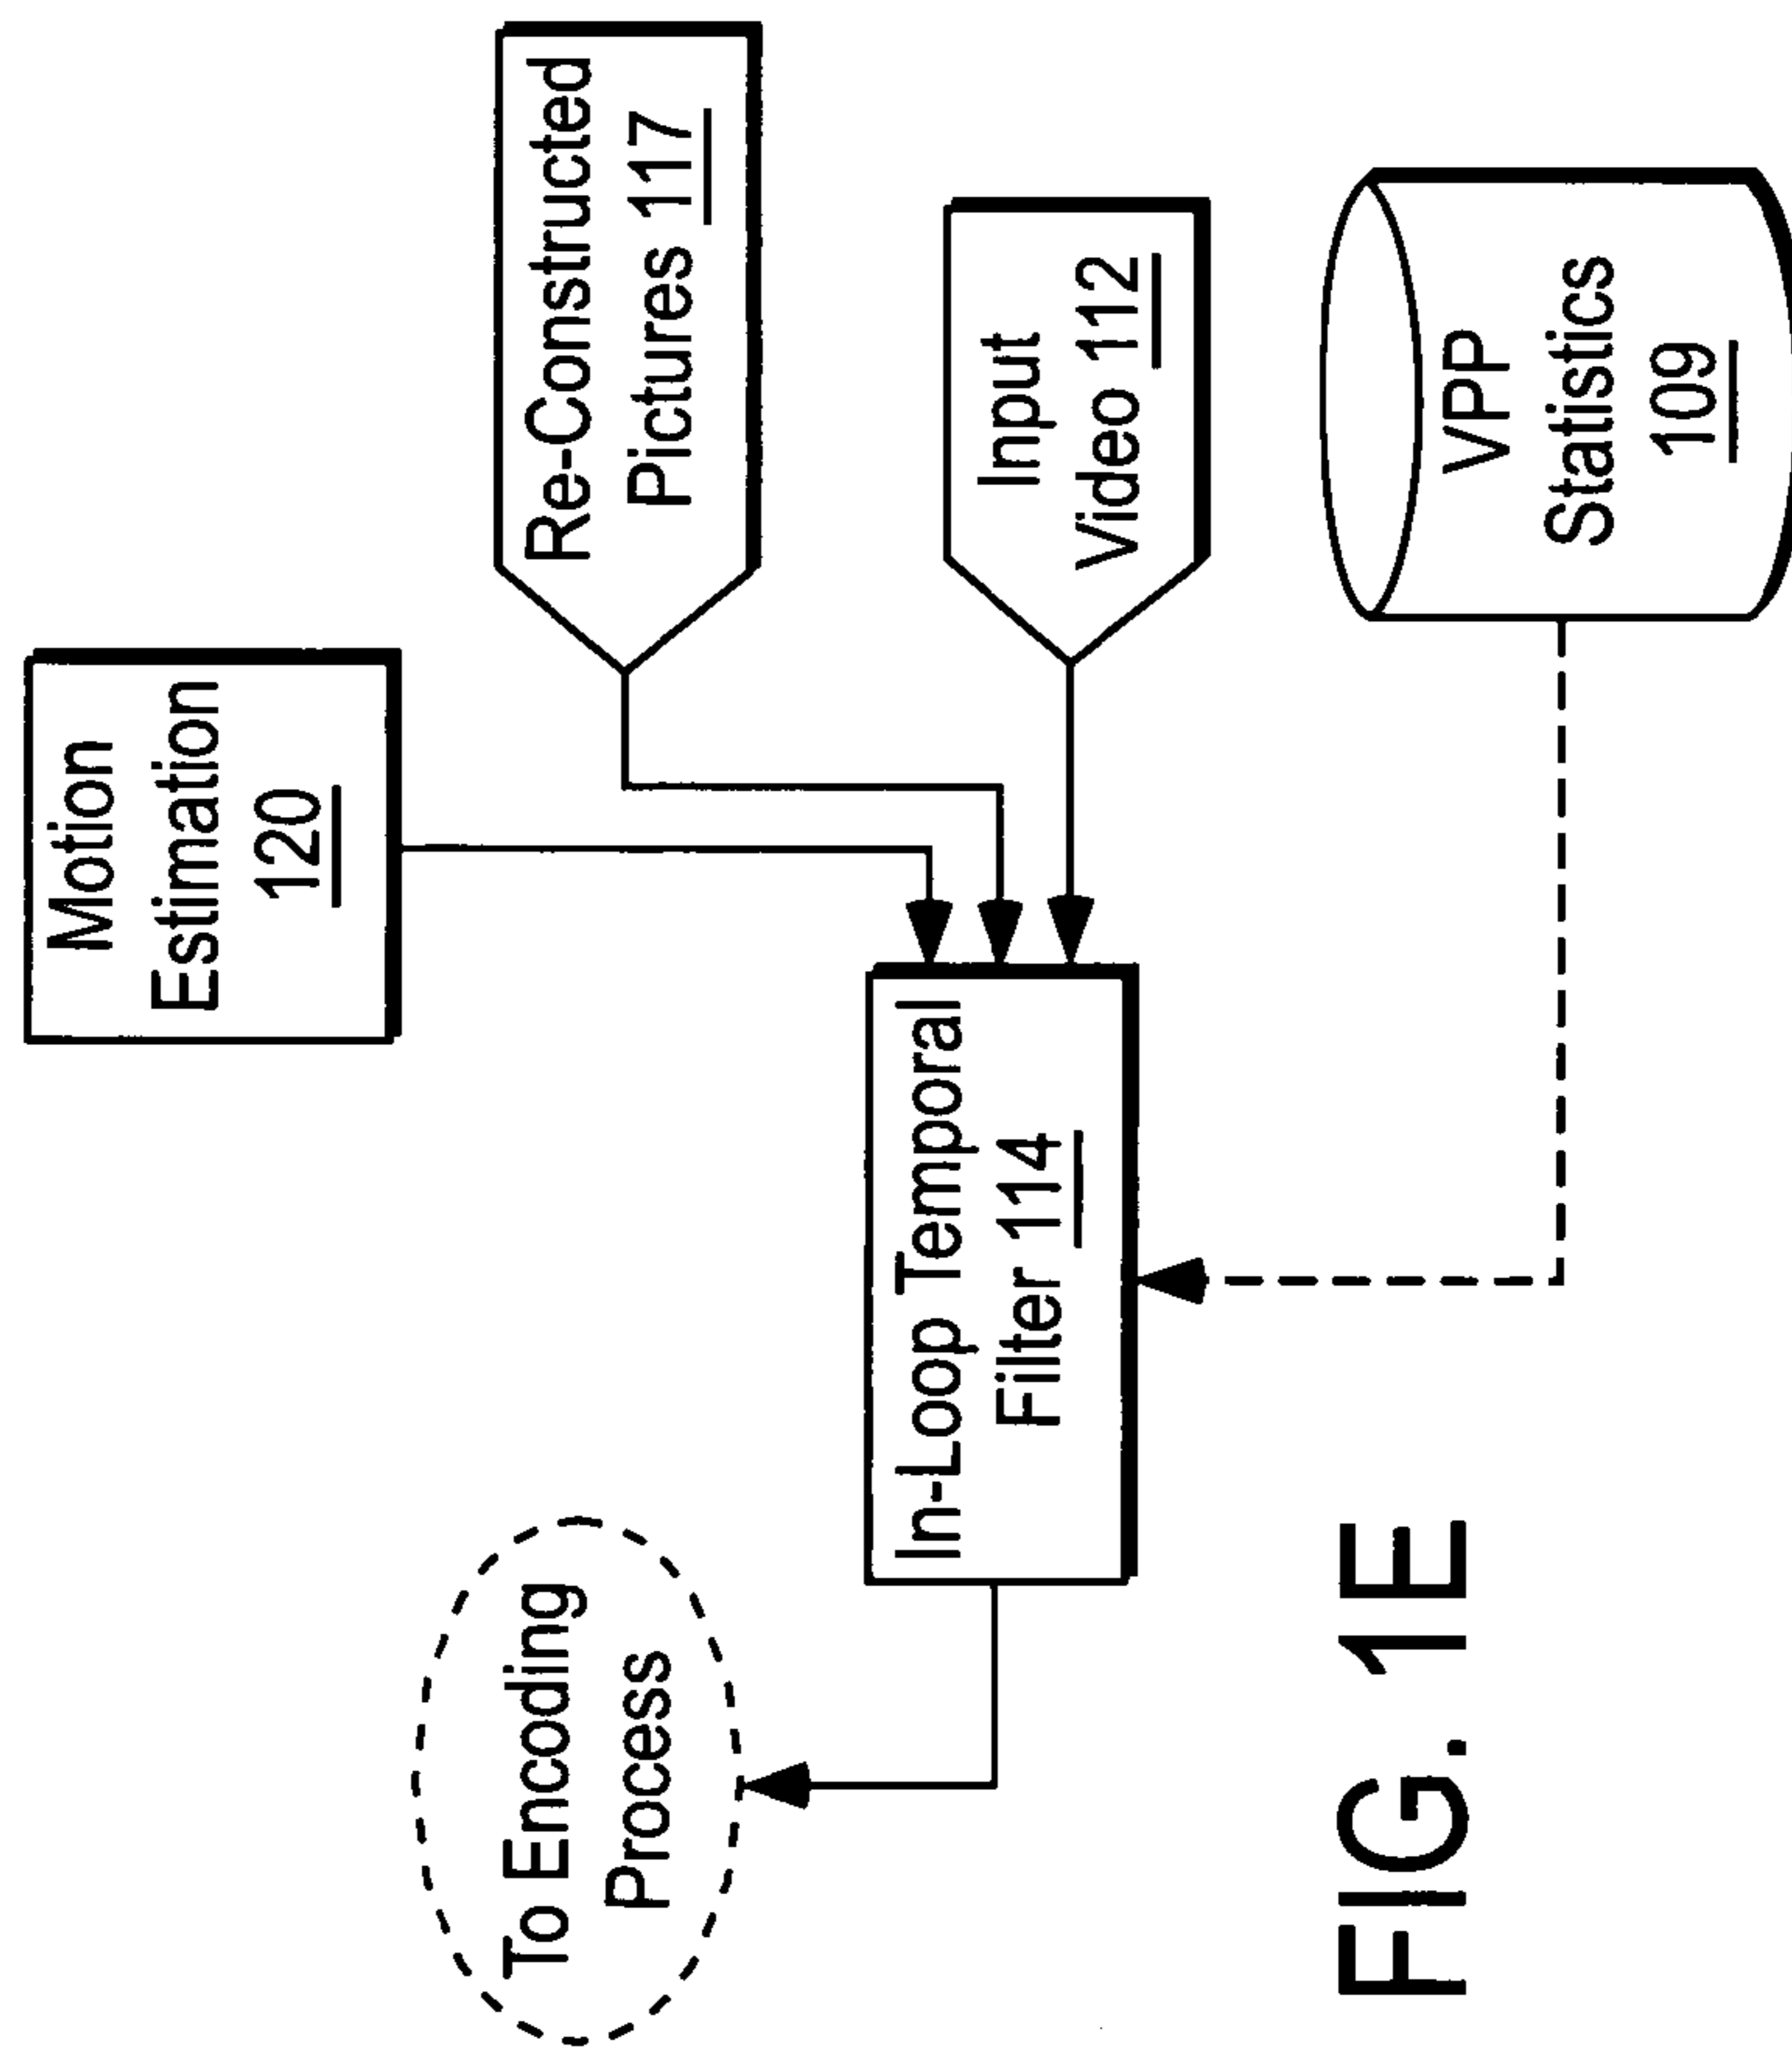 Motion
Estimation
120
Re-Constructed
Pictures 117
To Encoding
Process
In-Loop Temporal
Filter 114
Input
Video 112
VPP
Statistics
109
FIG. 1E